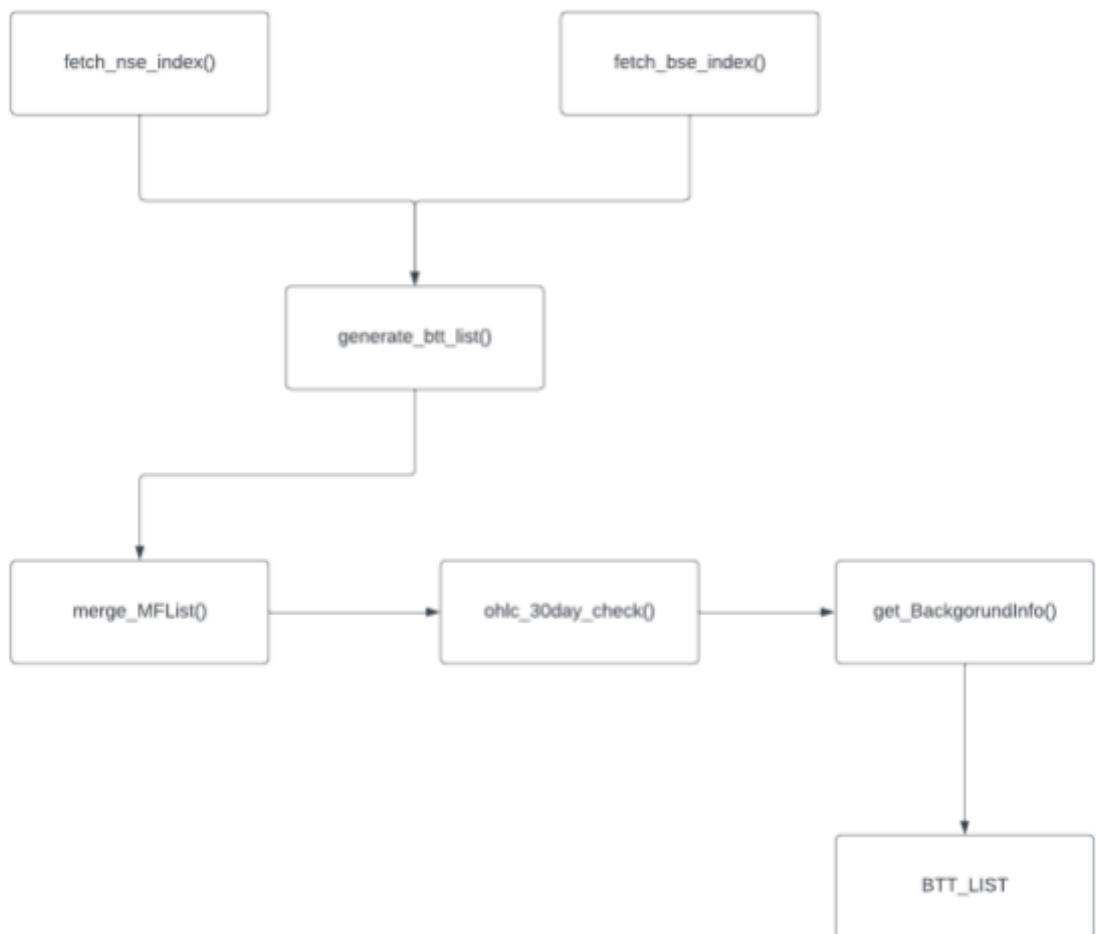 fetch_nse_index()
fetch_bse_index()
generate_btt_list()
merge_MFList()
ohlc_30day_check()
get_BackgorundInfo()
BTT_LIST